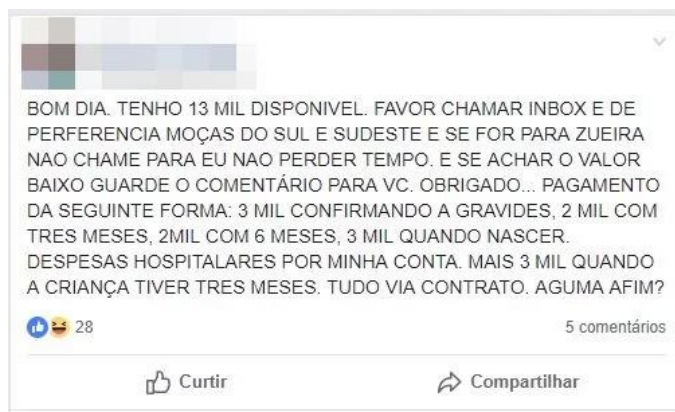 BOM DIA. TENHO 13 MIL DISPONIVEL. FAVOR CHAMAR INBOX E DE
PERFERENCIA MOÇAS DO SUL E SUDESTE E SE FOR PARA ZUEIRA
NAO CHAME PARA EU NAO PERDER TEMPO. E SE ACHAR O VALOR
BAIXO GUARDE O COMENTÁRIO PARA VC. OBRIGADO... PAGAMENTO
DA SEGUINTE FORMA: 3 MIL CONFIRMANDO A GRAVIDES, 2 MIL COM
TRES MESES, 2MIL COM 6 MESES, 3 MIL QUANDO NASCER.
DESPESAS HOSPITALARES POR MINHA CONTA. MAIS 3 MIL QUANDO
A CRIANÇA TIVER TRES MESES. TUDO VIA CONTRATO. AGUMA AFIM?
28 5 comentários
Curtir Compartilhar